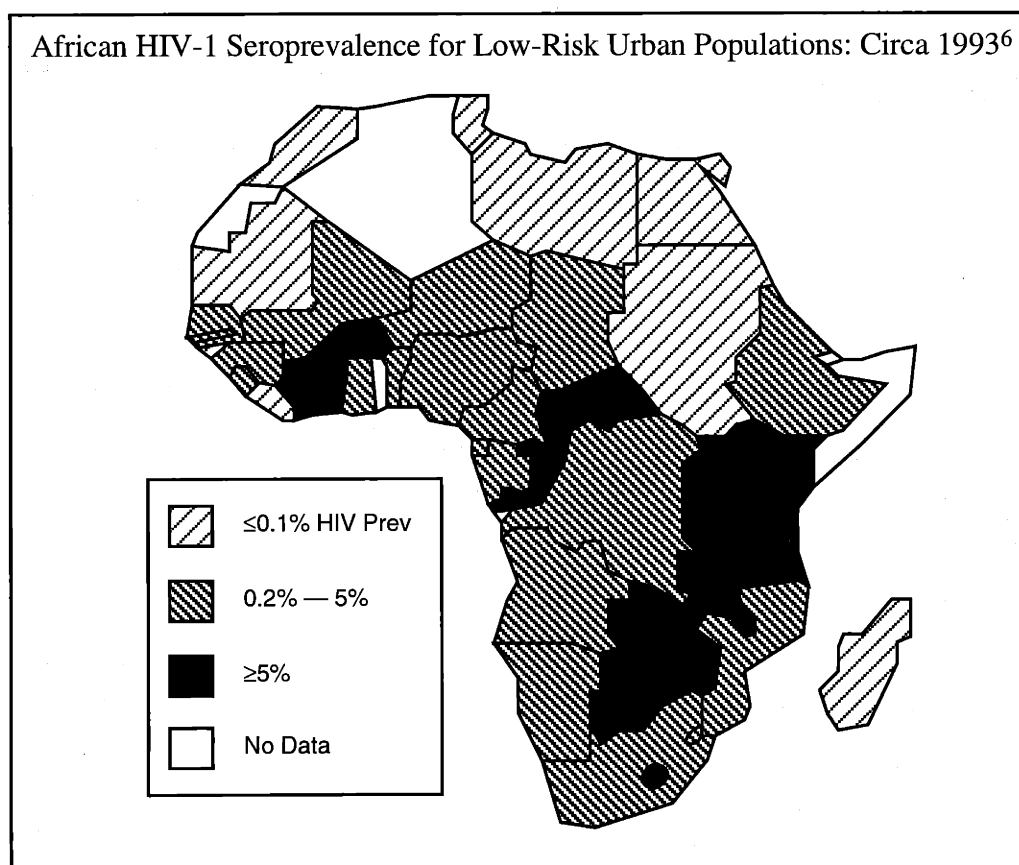 African HIV-1 Seroprevalence for Low-Risk Urban Populations: Circa 1993⁶
≤0.1% HIV Prev
0.2% — 5%
≥5%
No Data